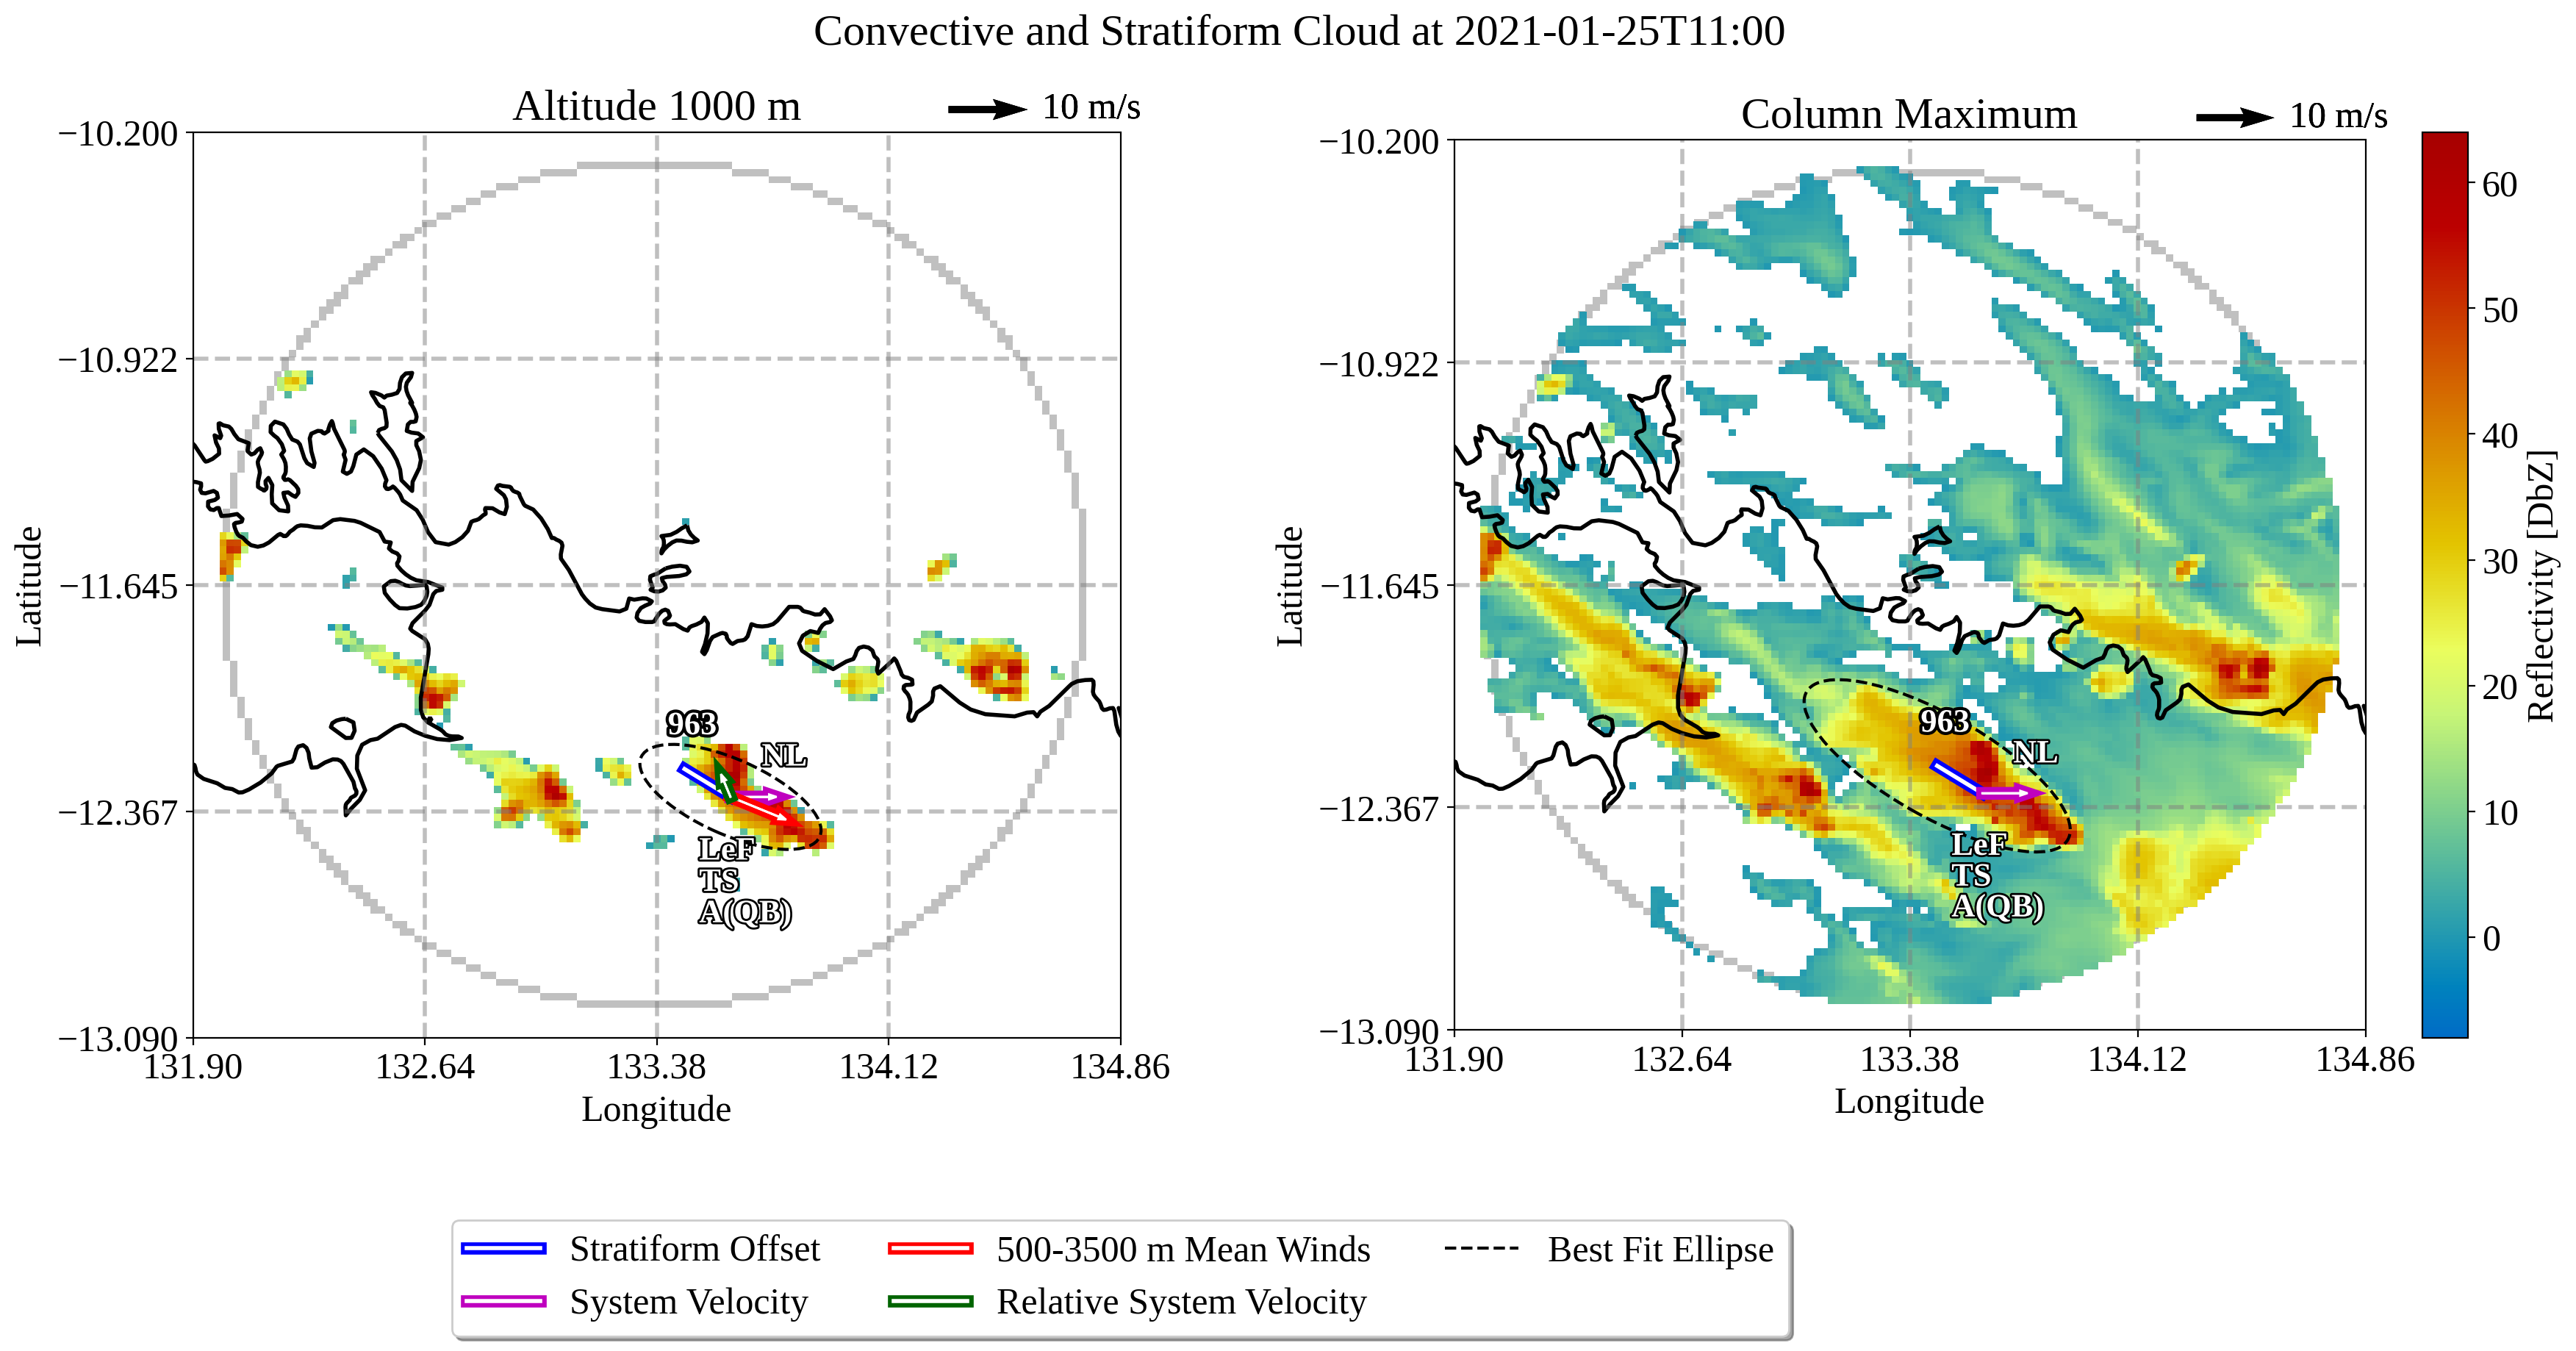 Convective and Stratiform Cloud at 2021-01-25T11:00
Altitude 1000 m
10 m/s
−10.200
−10.922
−11.645
−12.367
−13.090
Latitude
131.90
132.64
133.38
134.12
134.86
Longitude
963
NL
LeF
TS
A(QB)
Column Maximum
10 m/s
−10.200
−10.922
−11.645
−12.367
−13.090
Latitude
131.90
132.64
133.38
134.12
134.86
Longitude
963
NL
LeF
TS
A(QB)
60
50
40
30
20
10
0
Reflectivity [DbZ]
Stratiform Offset
System Velocity
500-3500 m Mean Winds
Relative System Velocity
Best Fit Ellipse